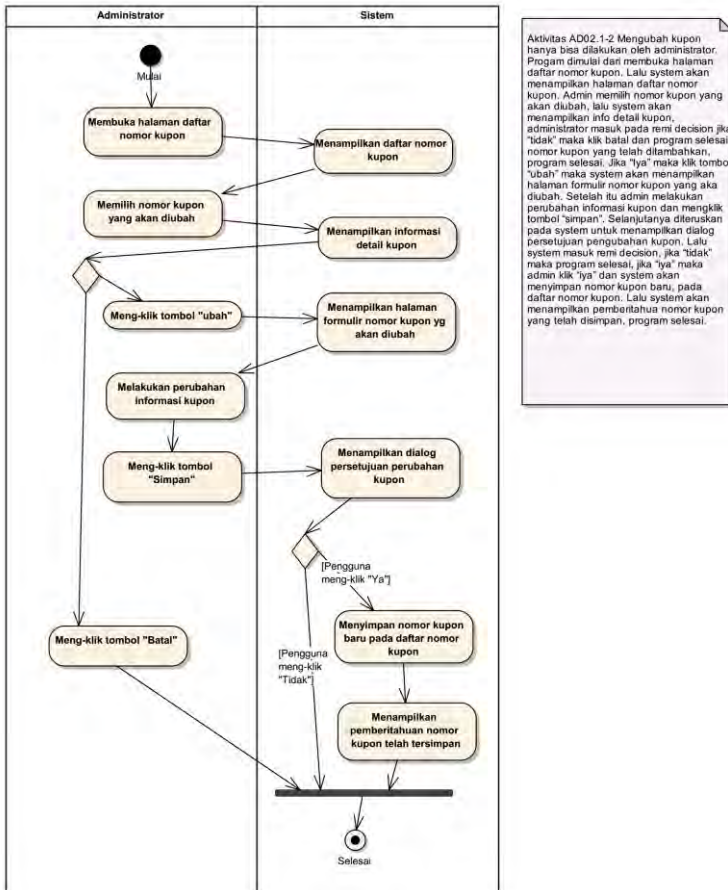 Administrator
Sistem
Mulai
Membuka halaman daftar
nomor kupon
Menampilkan daftar nomor
kupon
Memilih nomor kupon
yang akan diubah
Menampilkan informasi
detail kupon
Meng-klik tombol "ubah"
Menampilkan halaman
formulir nomor kupon yg
akan diubah
Melakukan perubahan
informasi kupon
Meng-klik tombol
"Simpan"
Menampilkan dialog
persetujuan perubahan
kupon
[Pengguna
meng-klik "Ya"]
Menyimpan nomor kupon
baru pada daftar nomor
kupon
Meng-klik tombol "Batal"
[Pengguna
meng-klik
"Tidak"]
Menampilkan
pemberitahuan nomor
kupon telah tersimpan
Selesai
Aktivitas AD02.1-2 Mengubah kupon
hanya bisa dilakukan oleh administrator.
Progam dimulai dari membuka halaman
daftar nomor kupon. Lalu system akan
menampilkan halaman daftar nomor
kupon. Admin memilih nomor kupon yang
akan diubah, lalu system akan
menampilkan info detail kupon,
administrator masuk pada remi decision jika
"tidak" maka klik batal dan program selesai
nomor kupon yang telah ditambahkan,
program selesai. Jika "Iya" maka klik tombo
"ubah" maka system akan menampilkan
halaman formulir nomor kupon yang aka
diubah. Setelah itu admin melakukan
perubahan informasi kupon dan mengklik
tombol "simpan". Selanjutanya diteruskan
pada system untuk menampilkan dialog
persetujuan pengubahan kupon. Lalu
system masuk remi decision, jika "tidak"
maka program selesai, jika "iya" maka
admin klik "iya" dan system akan
menyimpan nomor kupon baru, pada
daftar nomor kupon. Lalu system akan
menampilkan pemberitahua nomor kupon
yang telah disimpan, program selesai.